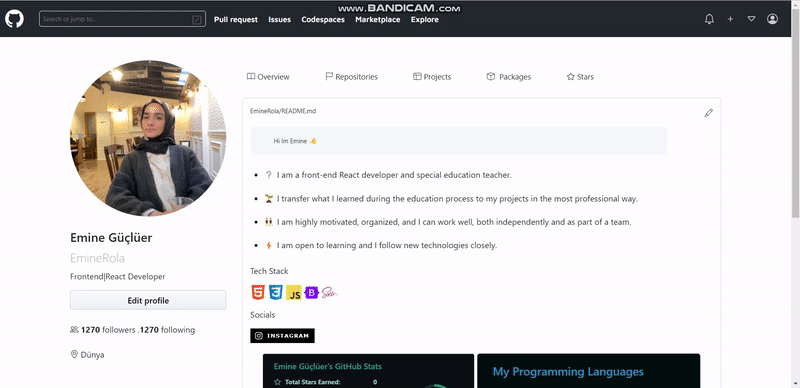 www.BANDICAM.com
Search or jump to...
Pull request Issues Codespaces Marketplace Explore
Overview Repositories Projects Packages Stars
EmineRola/README.md
Hi Im Emine
I am a front-end React developer and special education teacher.
I transfer what I learned during the education process to my projects in the most professional way.
I am highly motivated, organized, and I can work well, both independently and as part of a team.
I am open to learning and I follow new technologies closely.
Tech Stack
JS B Sass
Socials
INSTAGRAM
Emine Güçlüer's GitHub Stats
Total Stars Earned: 0
My Programming Languages
Emine Güçlüer
EmineRola
Frontend|React Developer
Edit profile
1270 followers .1270 following
Dünya